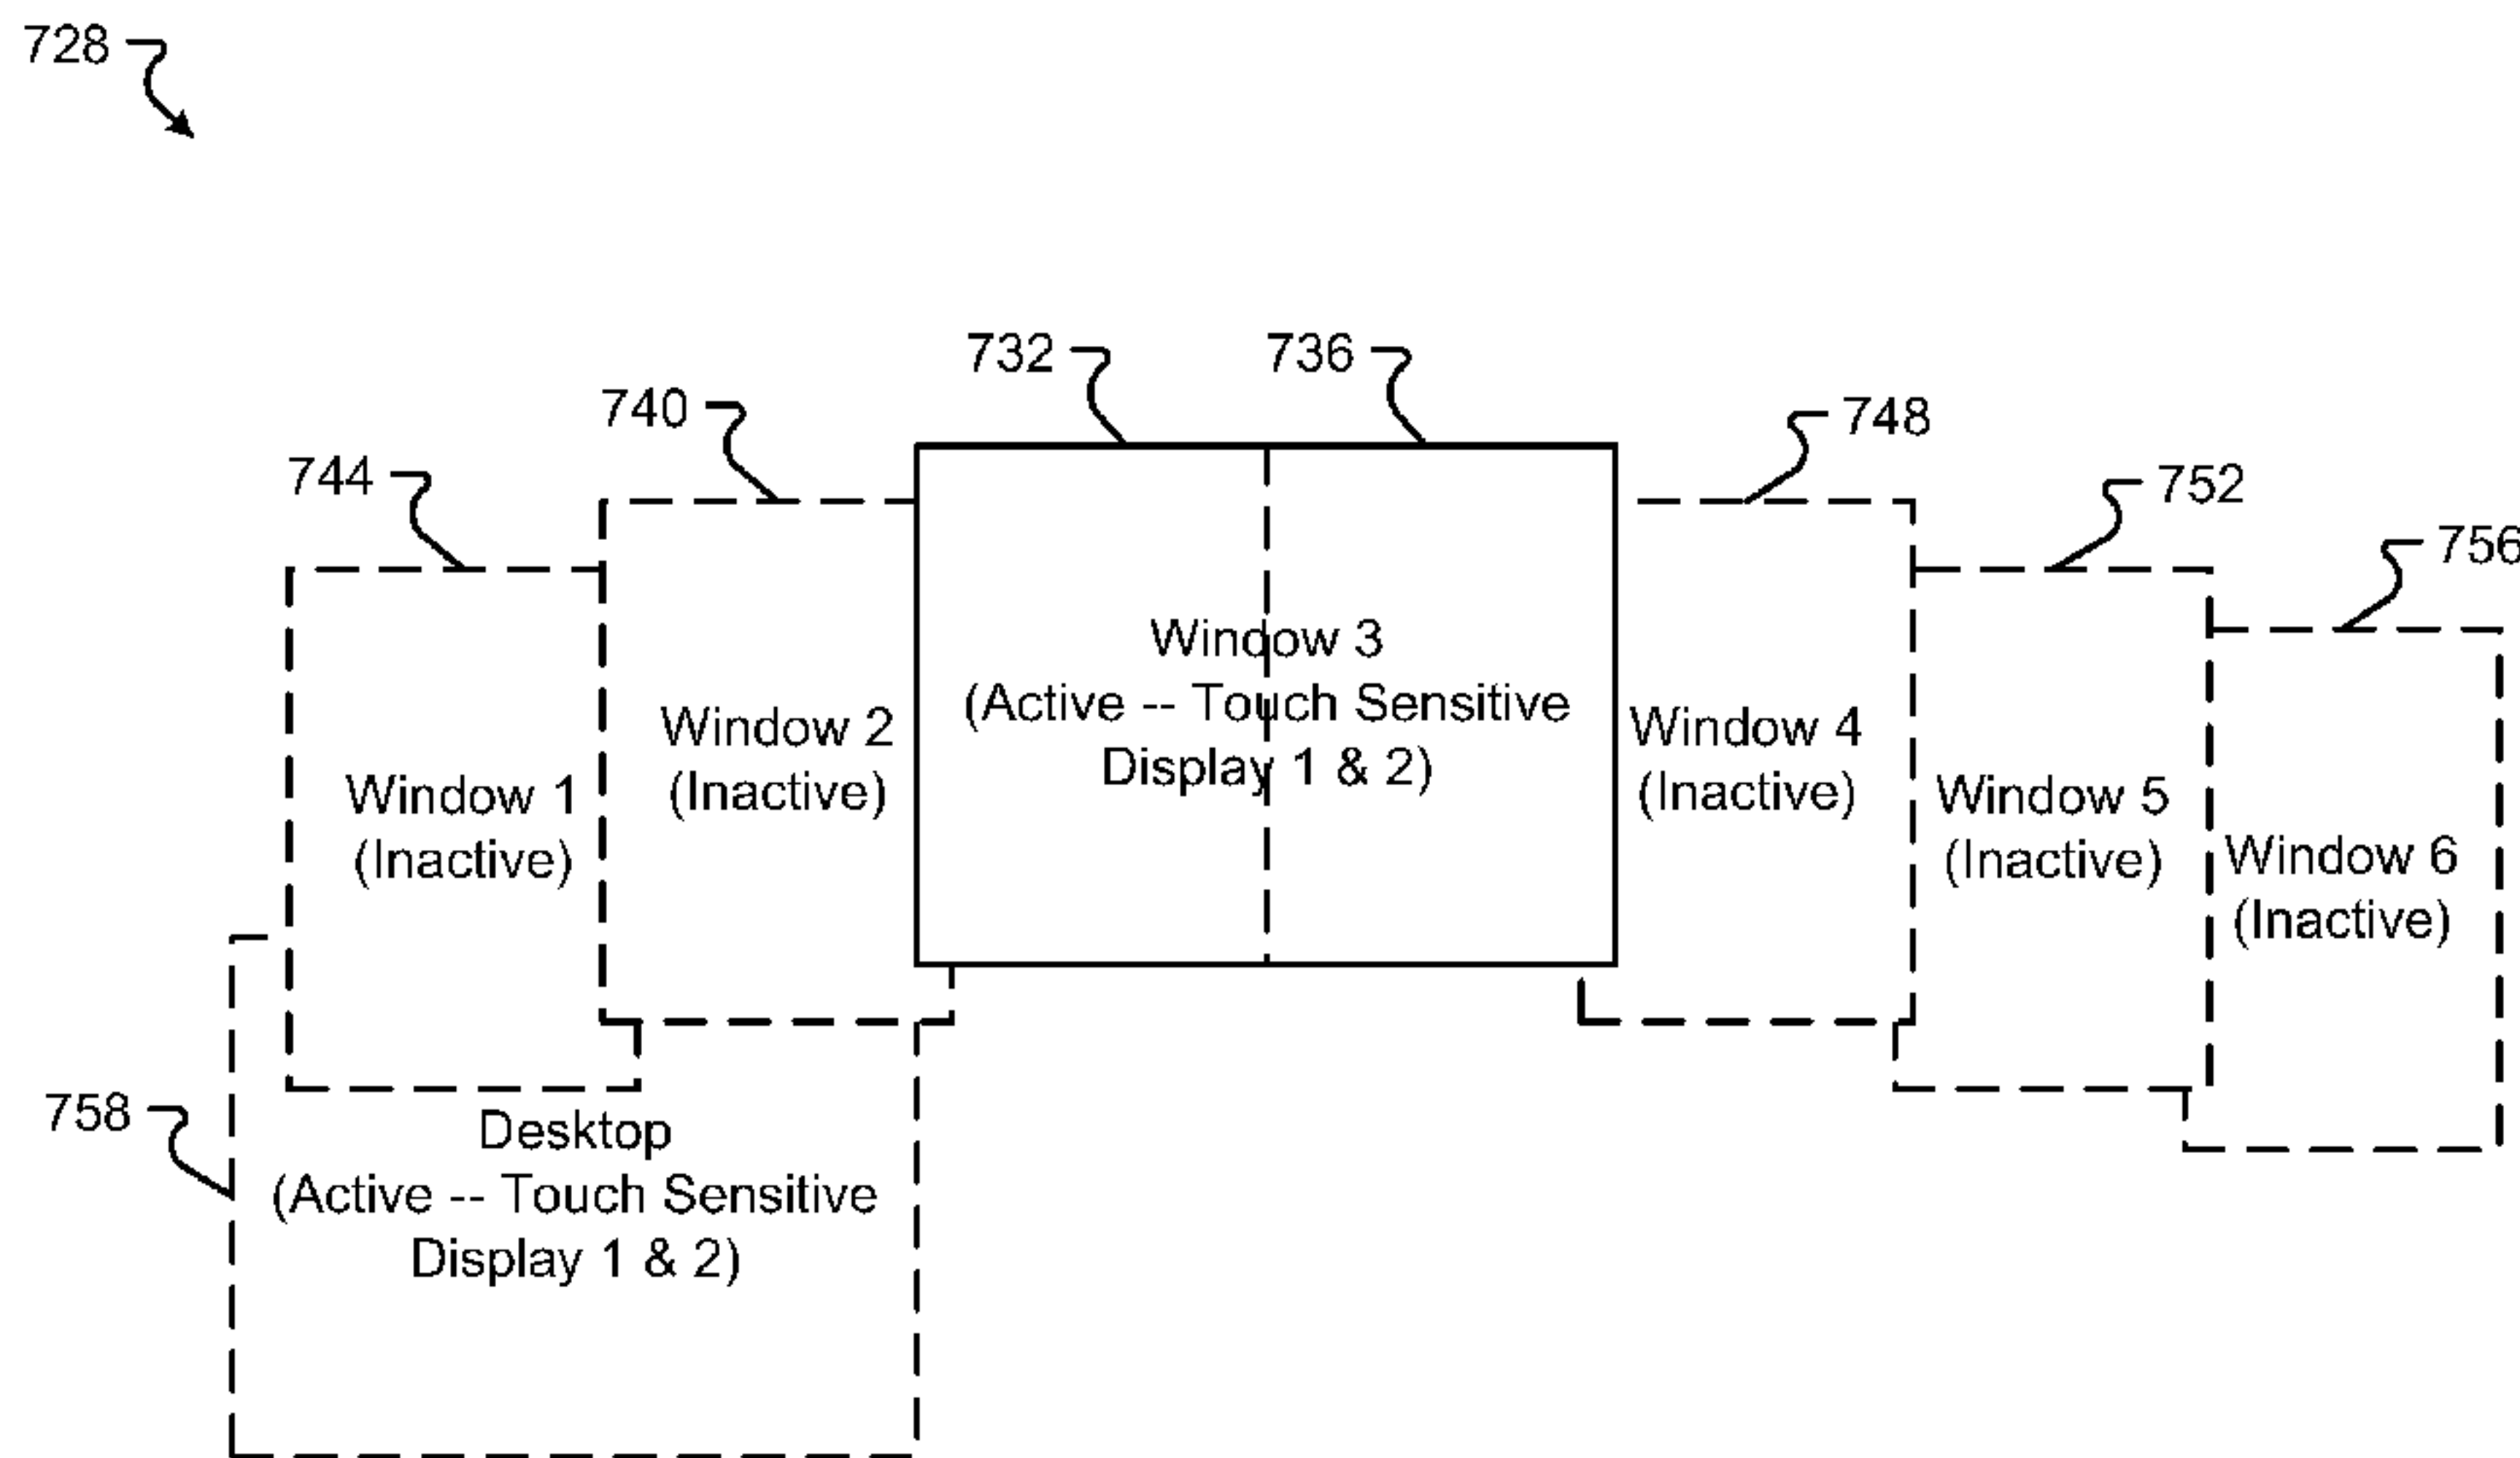 728
732
736
740
748
744
752
756
Window 3
(Active -- Touch Sensitive
Display 1 & 2)
Window 2
(Inactive)
Window 4
(Inactive)
Window 1
(Inactive)
Window 5
(Inactive)
Window 6
(Inactive)
758
Desktop
(Active -- Touch Sensitive
Display 1 & 2)